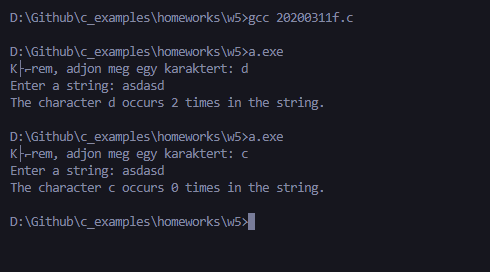 D:\Github\c_examples\homeworks\w5>gcc 20200311f.c
D:\Github\c_examples\homeworks\w5>a.exe
K├ęrem, adjon meg egy karaktert: d
Enter a string: asdasd
The character d occurs 2 times in the string.
D:\Github\c_examples\homeworks\w5>a.exe
K├ęrem, adjon meg egy karaktert: c
Enter a string: asdasd
The character c occurs 0 times in the string.
D:\Github\c_examples\homeworks\w5>